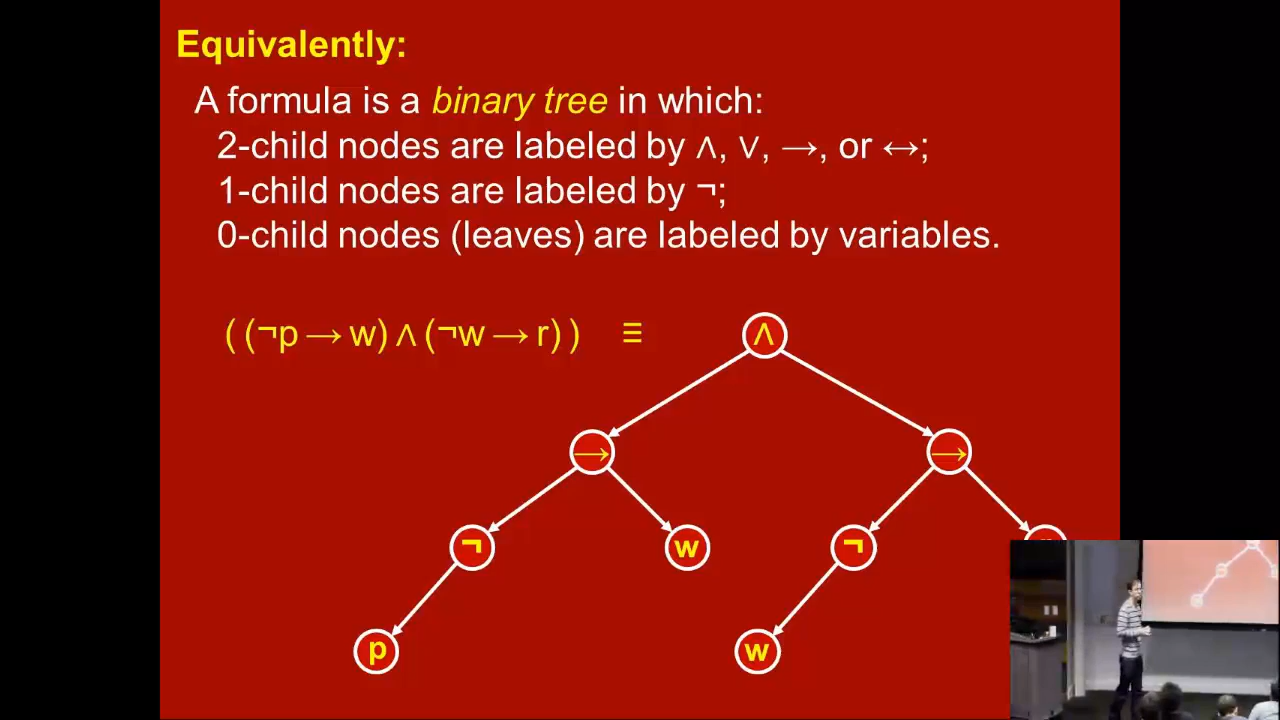 Equivalently:
A formula is a binary tree in which:
2-child nodes are labeled by ∧, ∨, →, or ↔;
1-child nodes are labeled by ¬;
0-child nodes (leaves) are labeled by variables.
((¬p → w) ∧ (¬w → r)) ≡
∧
→ →
¬ w ¬
p w